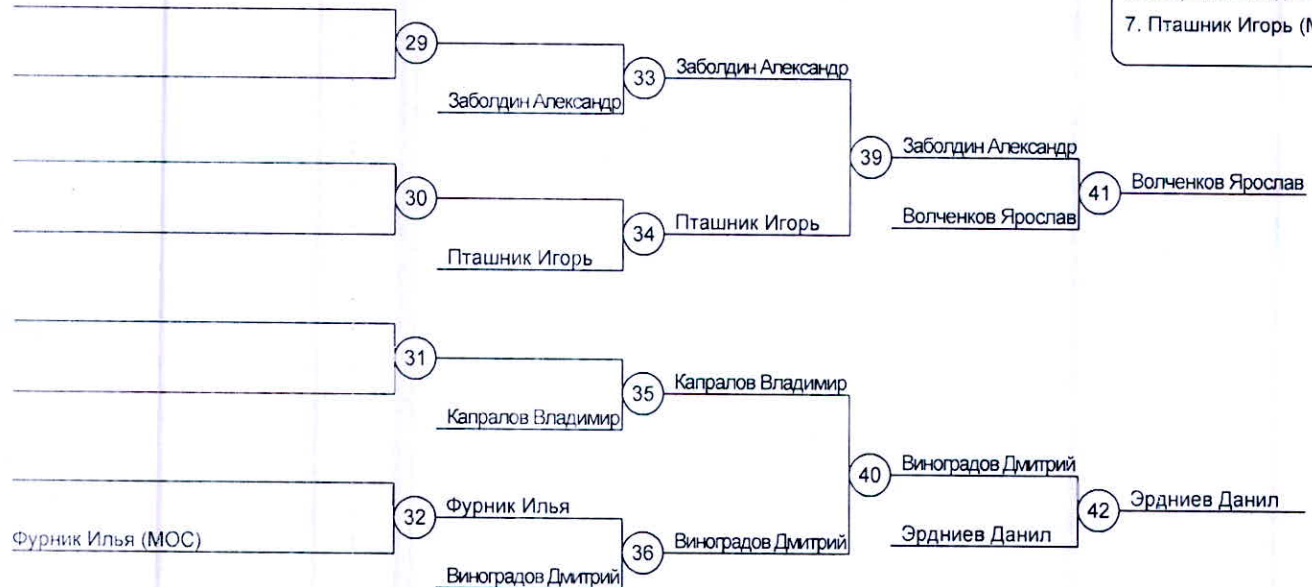 7. Пташник Игорь (М
29
Заболдин Александр
33
Заболдин Александр
39
Заболдин Александр
30
41
Волченков Ярослав
Волченков Ярослав
34
Пташник Игорь
Пташник Игорь
31
35
Капралов Владимир
Капралов Владимир
40
Виноградов Дмитрий
32
Фурник Илья
42
Эрдниев Данил
Фурник Илья (МОС)
36
Виноградов Дмитрий
Эрдниев Данил
Виноградов Дмитрий